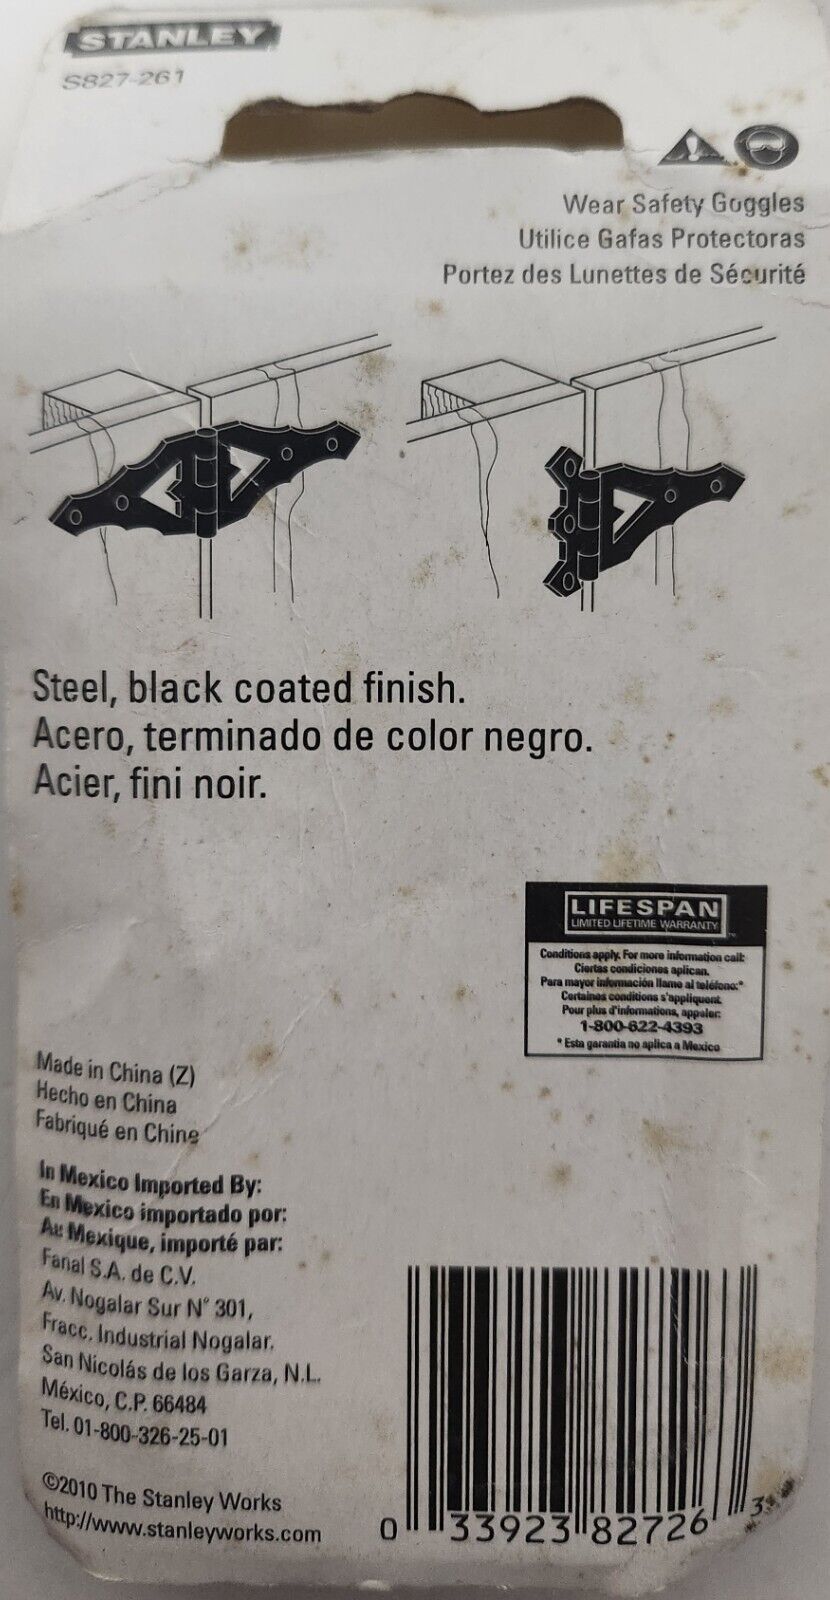 STANLEY
S827-261
Wear Safety Goggles
Utilice Gafas Protectoras
Portez des Lunettes de Sécurité
Steel, black coated finish.
Acero, terminado de color negro.
Acier, fini noir.
LIFESPAN
LIMITED LIFETIME WARRANTY
Conditions apply. For more information call:
Ciertas condiciones aplican.
Para mayor información llame al teléfono:*
Certaines conditions s'appliquent.
Pour plus d'informations, appeler:
1-800-622-4393
* Esta garantia no aplica a Mexico
Made in China (Z)
Hecho en China
Fabriqué en Chine
In Mexico Imported By:
En Mexico importado por:
Au Mexique, importé par:
Fanal S.A. de C.V.
Av. Nogalar Sur N° 301,
Fracc. Industrial Nogalar.
San Nicolás de los Garza, N.L.
México, C.P. 66484
Tel. 01-800-326-25-01
©2010 The Stanley Works
http://www.stanleyworks.com
0 33923 82726 3